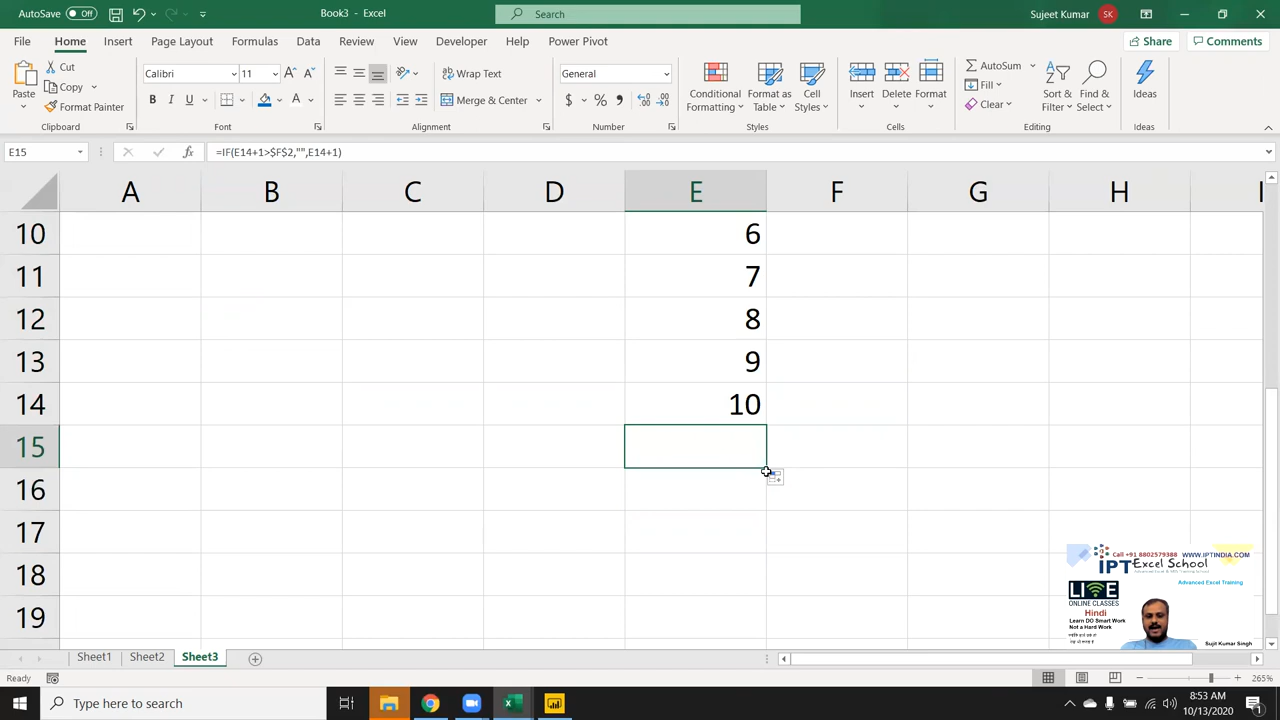 AutoSave Off
Book3 - Excel
Search
Sujeet Kumar SK
File Home Insert Page Layout Formulas Data Review View Developer Help Power Pivot
Share Comments
Paste
Cut
Copy
Format Painter
Clipboard
Calibri 11
B I U
Font
Wrap Text
Merge & Center
Alignment
General
$ % 9
Number
Conditional Formatting
Format as Table
Cell Styles
Styles
Insert Delete Format
Cells
AutoSum
Fill
Clear
Sort & Filter
Find & Select
Editing
Ideas
Ideas
E15 fx =IF(E14+1>$F$2,"",E14+1)
A B C D E F G H I
10 6
11 7
12 8
13 9
14 10
15
16
17
18
19
Call +91 8802579388 WWW.IPTINDIA.COM
IPT Excel School
LIVE
Advanced Excel Training
ONLINE CLASSES
Hindi
Learn DO Smart Work
Not a Hard Work
Sujit Kumar Singh
Sheet1 Sheet2 Sheet3
Ready
265%
Type here to search
8:53 AM
10/13/2020